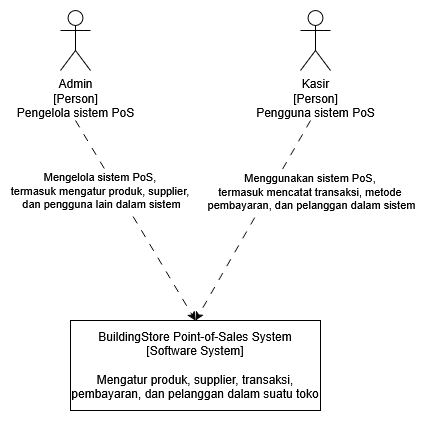 Admin
[Person]
Pengelola sistem PoS
Kasir
[Person]
Pengguna sistem PoS
Mengelola sistem PoS,
termasuk mengatur produk, supplier,
dan pengguna lain dalam sistem
Menggunakan sistem PoS,
termasuk mencatat transaksi, metode
pembayaran, dan pelanggan dalam sistem
BuildingStore Point-of-Sales System
[Software System]
Mengatur produk, supplier, transaksi,
pembayaran, dan pelanggan dalam suatu toko